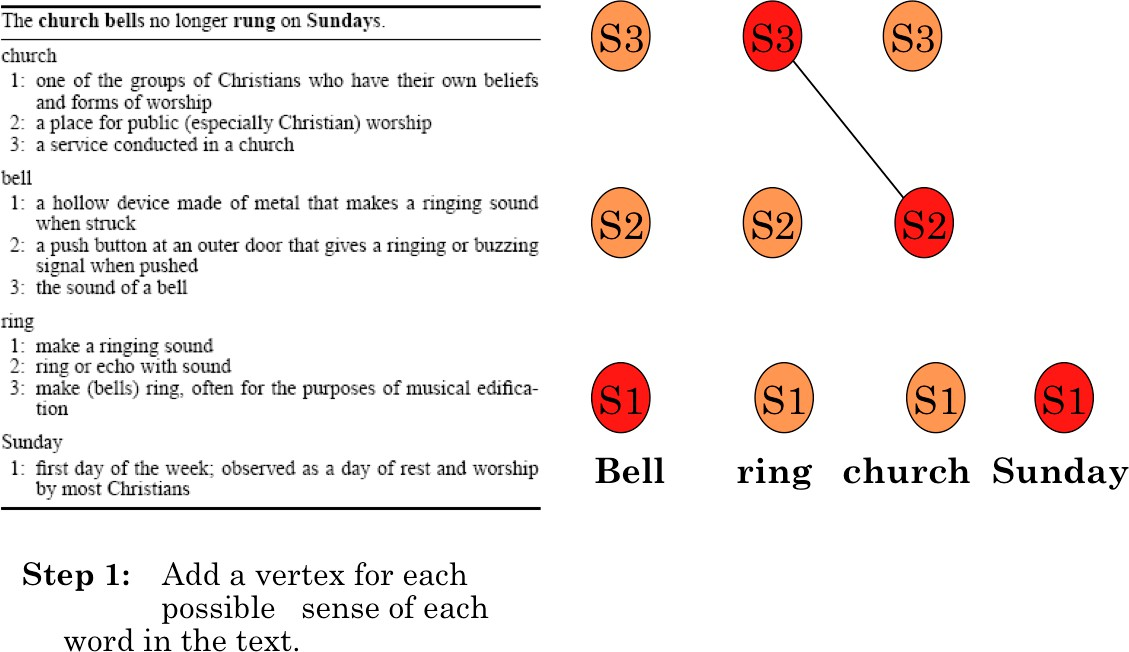 The church bells no longer rung on Sundays.
church
1: one of the groups of Christians who have their own beliefs
and forms of worship
2: a place for public (especially Christian) worship
3: a service conducted in a church
bell
1: a hollow device made of metal that makes a ringing sound
when struck
2: a push button at an outer door that gives a ringing or buzzing
signal when pushed
3: the sound of a bell
ring
1: make a ringing sound
2: ring or echo with sound
3: make (bells) ring, often for the purposes of musical edifica-
tion
Sunday
1: first day of the week; observed as a day of rest and worship
by most Christians
S3 S3 S3
S2 S2 S2
S1 S1 S1 S1
Bell ring church Sunday
Step 1: Add a vertex for each
possible sense of each
word in the text.